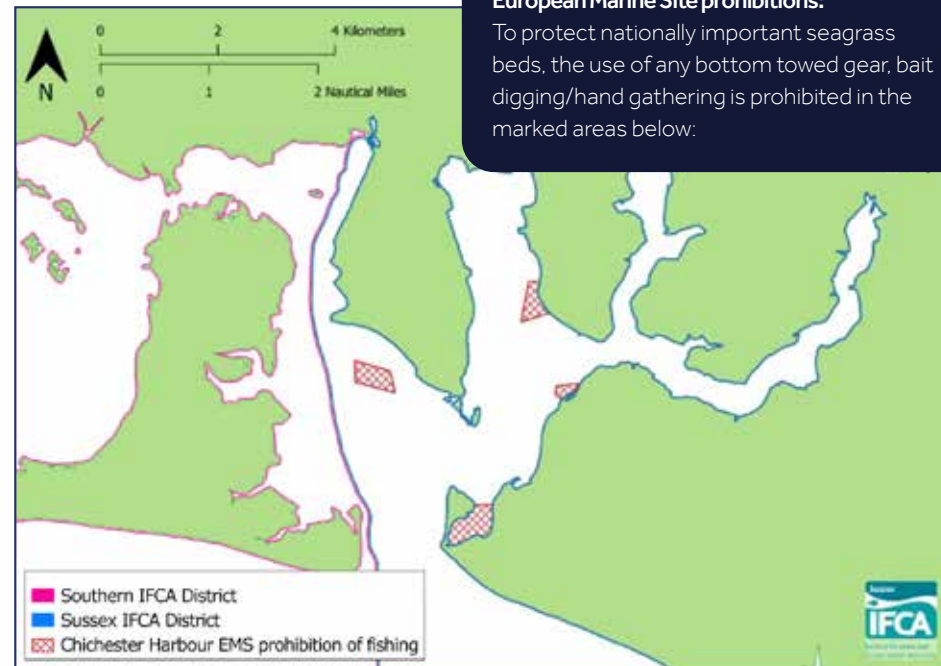 European Marine Site prohibitions:
To protect nationally important seagrass
beds, the use of any bottom towed gear, bait
digging/hand gathering is prohibited in the
marked areas below:
0 2 4 Kilometers
N
0 1 2 Nautical Miles
Southern IFCA District
Sussex IFCA District
Chichester Harbour EMS prohibition of fishing
Sussex
IFCA